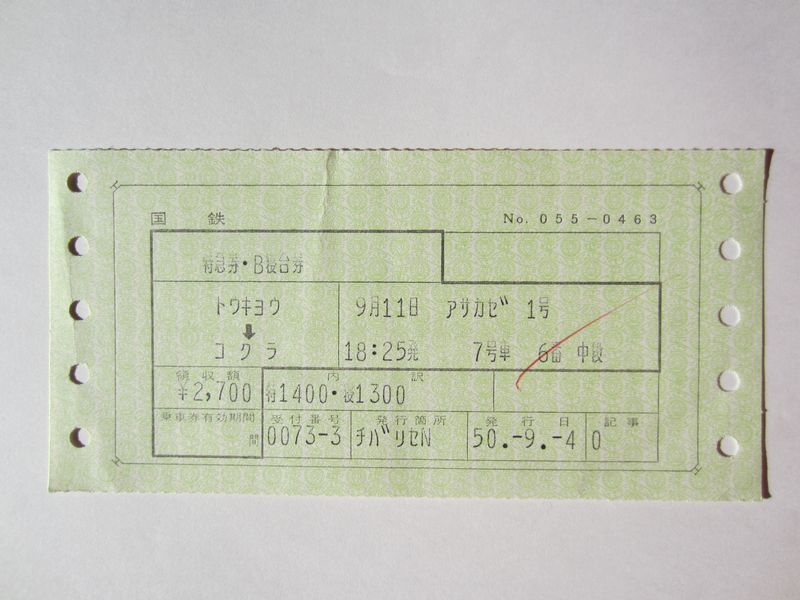 国鉄 No. 055-0463
特急券・B寝台券
トウキヨウ 9月11日 アサカゼ 1号
↓
コクラ 18:25発 7号車 6番 中段
領収額 内訳
¥2,700 特1400・寝1300
乗車券有効期間 受付番号 発行箇所 発行日 記事
間 0073-3 チバリセN 50.-9.-4 0